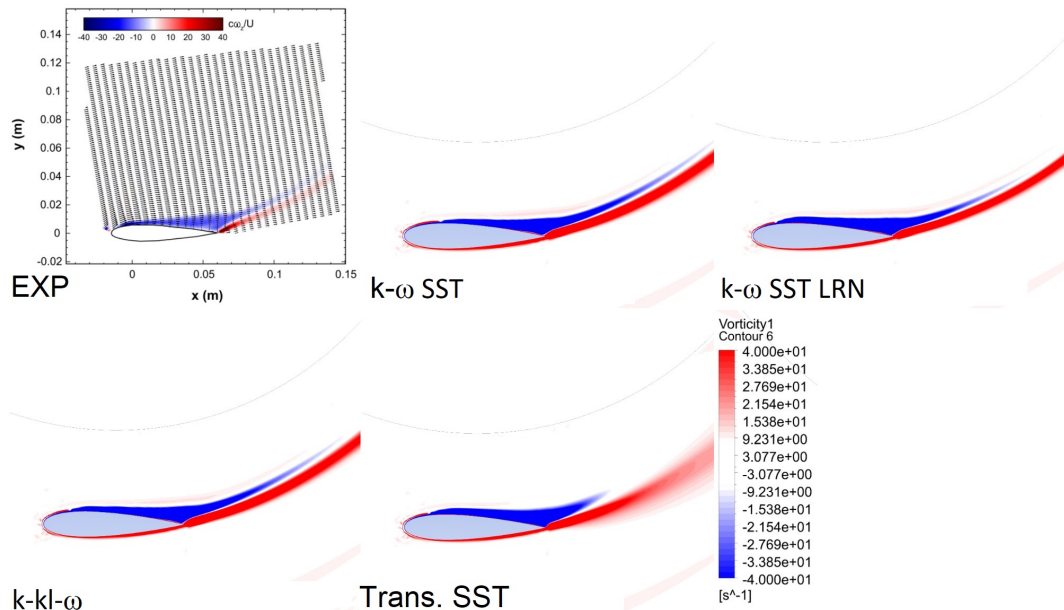 cω_z/U
-40 -20 0 20 40
0.14
0.12
0.1
0.08
0.06
0.04
0.02
0
-0.02
y (m)
0 0.05 0.1 0.15
x (m)
EXP
k-ω SST
k-ω SST LRN
k-kl-ω
Trans. SST
Vorticity1
Contour 6
4.000e+01
3.385e+01
2.769e+01
2.154e+01
1.538e+01
9.231e+00
3.077e+00
-3.077e+00
-9.231e+00
-1.538e+01
-2.154e+01
-2.769e+01
-3.385e+01
-4.000e+01
[s^-1]